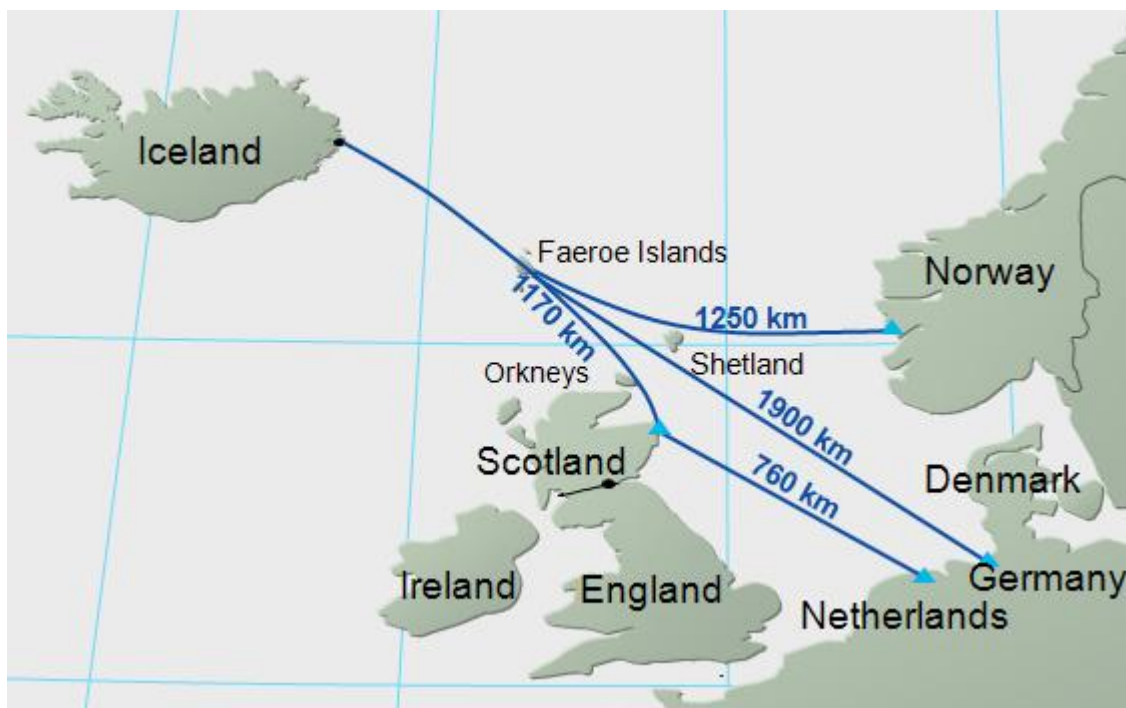 Iceland
Faeroe Islands
Norway
1170 km
1250 km
Shetland
Orkneys
1900 km
Scotland
760 km
Denmark
Ireland
England
Germany
Netherlands